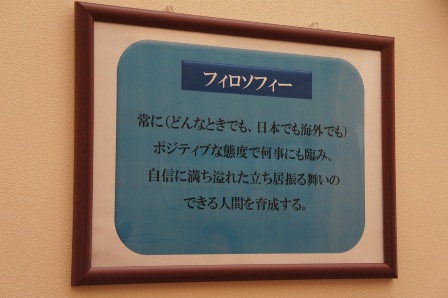 フィロソフィー
常に(どんなときでも、日本でも海外でも)
ポジティブな態度で何事にも臨み、
自信に満ち溢れた立ち居振る舞いの
できる人間を育成する。